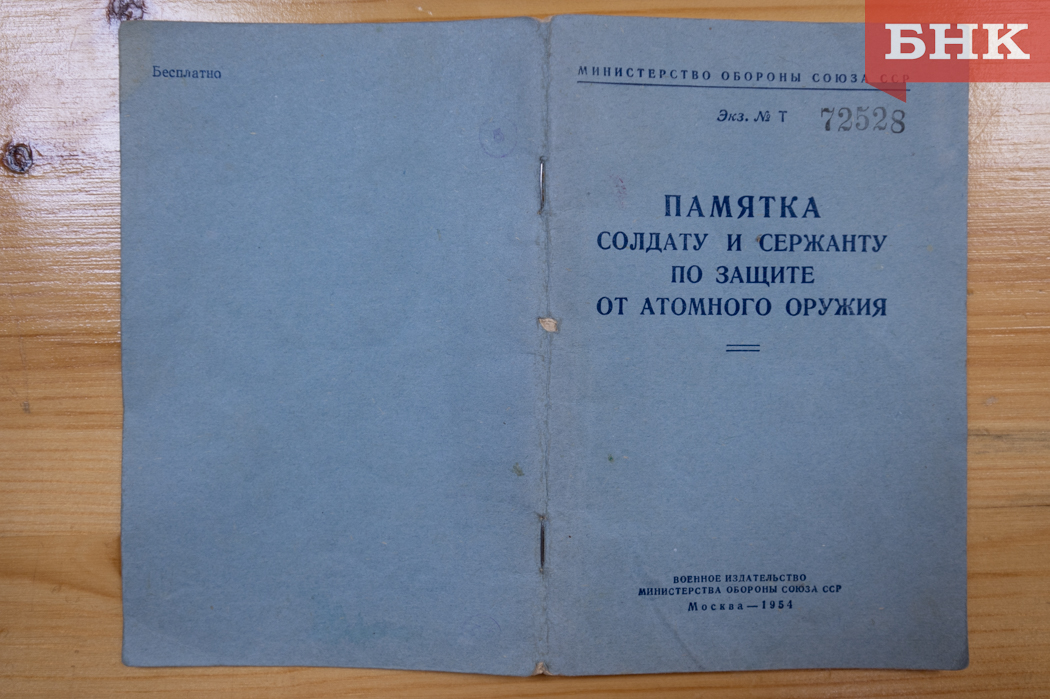 Бесплатно
БНК
МИНИСТЕРСТВО ОБОРОНЫ СОЮЗА ССР
Экз. № Т 72528
ПАМЯТКА
СОЛДАТУ И СЕРЖАНТУ
ПО ЗАЩИТЕ
ОТ АТОМНОГО ОРУЖИЯ
ВОЕННОЕ ИЗДАТЕЛЬСТВО
МИНИСТЕРСТВА ОБОРОНЫ СОЮЗА ССР
Москва — 1954